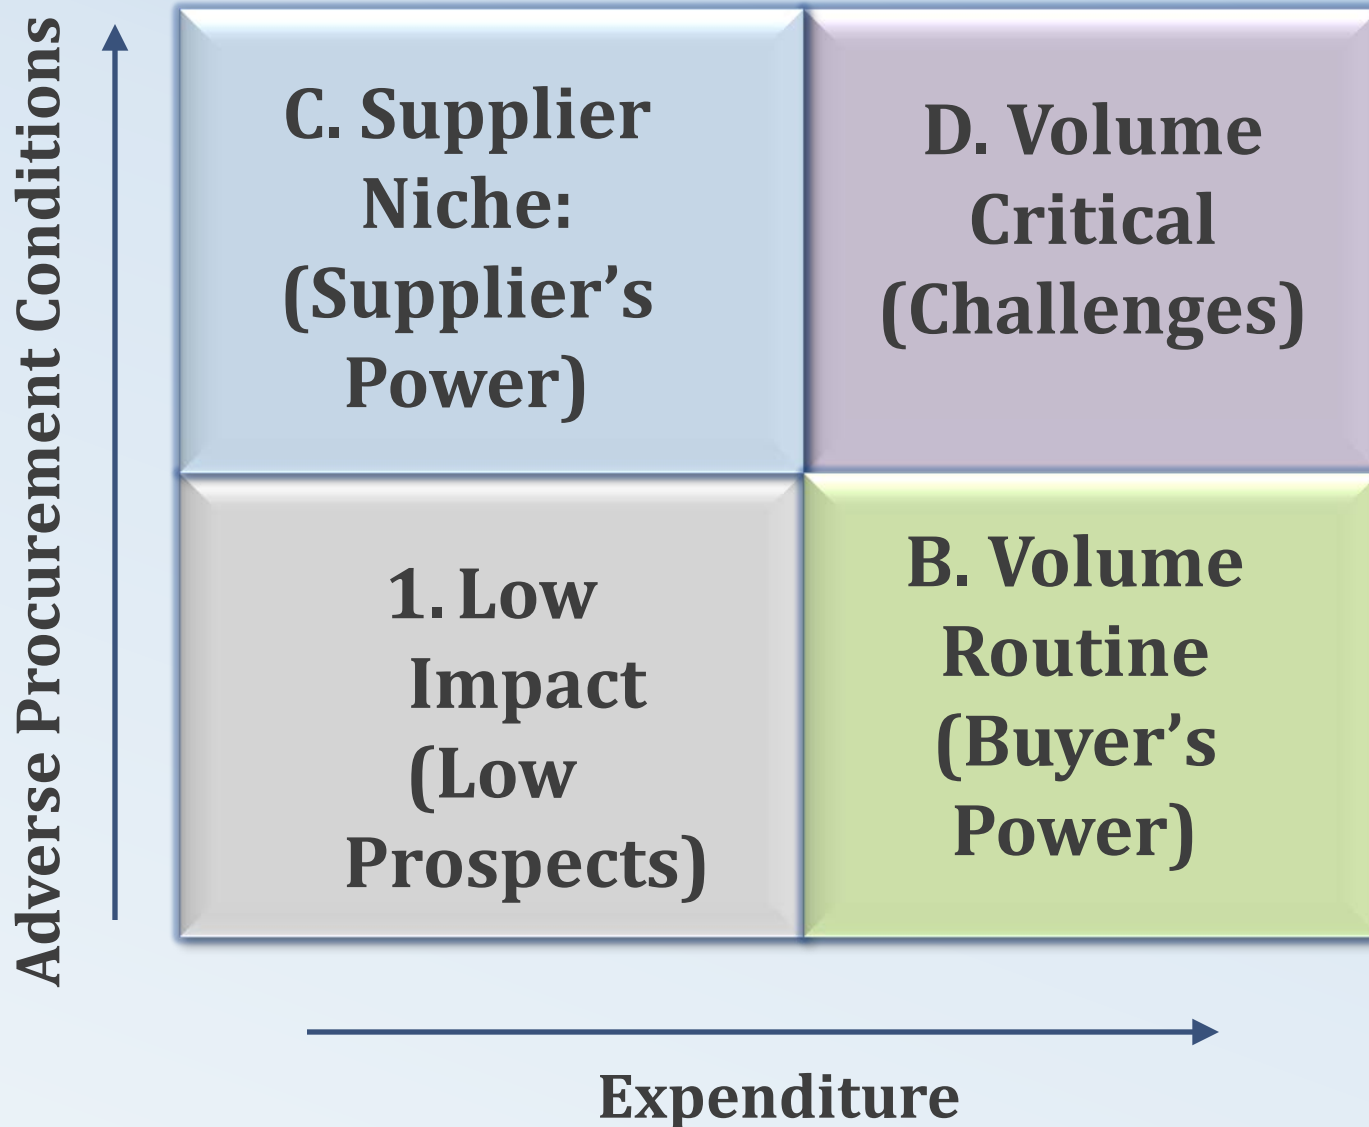 Adverse Procurement Conditions
C. Supplier
Niche:
(Supplier’s
Power)
D. Volume
Critical
(Challenges)
1. Low
Impact
(Low
Prospects)
B. Volume
Routine
(Buyer’s
Power)
Expenditure